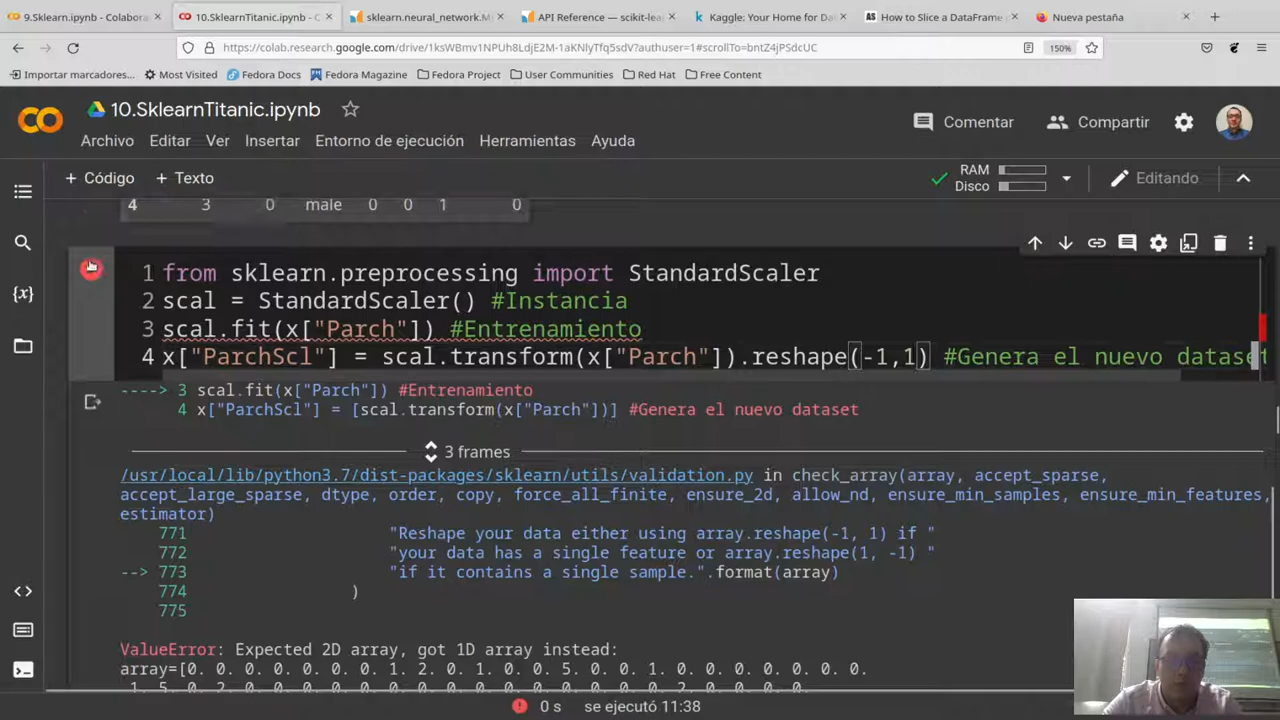 9.Sklearn.ipynb - Colabora
10.SklearnTitanic.ipynb - C
sklearn.neural_network.M
API Reference — scikit-lea
Kaggle: Your Home for Da
AS How to Slice a DataFrame
Nueva pestaña
https://colab.research.google.com/drive/1ksWBmv1NPUh8LdjE2M-1aKNlyTfq5sdV?authuser=1#scrollTo=bntZ4jPSdcUC
150%
Importar marcadores...
Most Visited
Fedora Docs
Fedora Magazine
Fedora Project
User Communities
Red Hat
Free Content
10.SklearnTitanic.ipynb
Comentar
Compartir
Archivo Editar Ver Insertar Entorno de ejecución Herramientas Ayuda
+ Código + Texto
RAM
Disco
Editando
4 3 0 male 0 0 1 0
1 from sklearn.preprocessing import StandardScaler
2 scal = StandardScaler() #Instancia
3 scal.fit(x["Parch"]) #Entrenamiento
4 x["ParchScl"] = scal.transform(x["Parch"]).reshape(-1,1) #Genera el nuevo dataset
----> 3 scal.fit(x["Parch"]) #Entrenamiento
4 x["ParchScl"] = [scal.transform(x["Parch"])] #Genera el nuevo dataset
3 frames
/usr/local/lib/python3.7/dist-packages/sklearn/utils/validation.py in check_array(array, accept_sparse,
accept_large_sparse, dtype, order, copy, force_all_finite, ensure_2d, allow_nd, ensure_min_samples, ensure_min_features,
estimator)
771 "Reshape your data either using array.reshape(-1, 1) if "
772 "your data has a single feature or array.reshape(1, -1) "
--> 773 "if it contains a single sample.".format(array)
774 )
775
ValueError: Expected 2D array, got 1D array instead:
array=[0. 0. 0. 0. 0. 0. 0. 1. 2. 0. 1. 0. 0. 5. 0. 0. 1. 0. 0. 0. 0. 0. 0. 0.
0 s se ejecutó 11:38